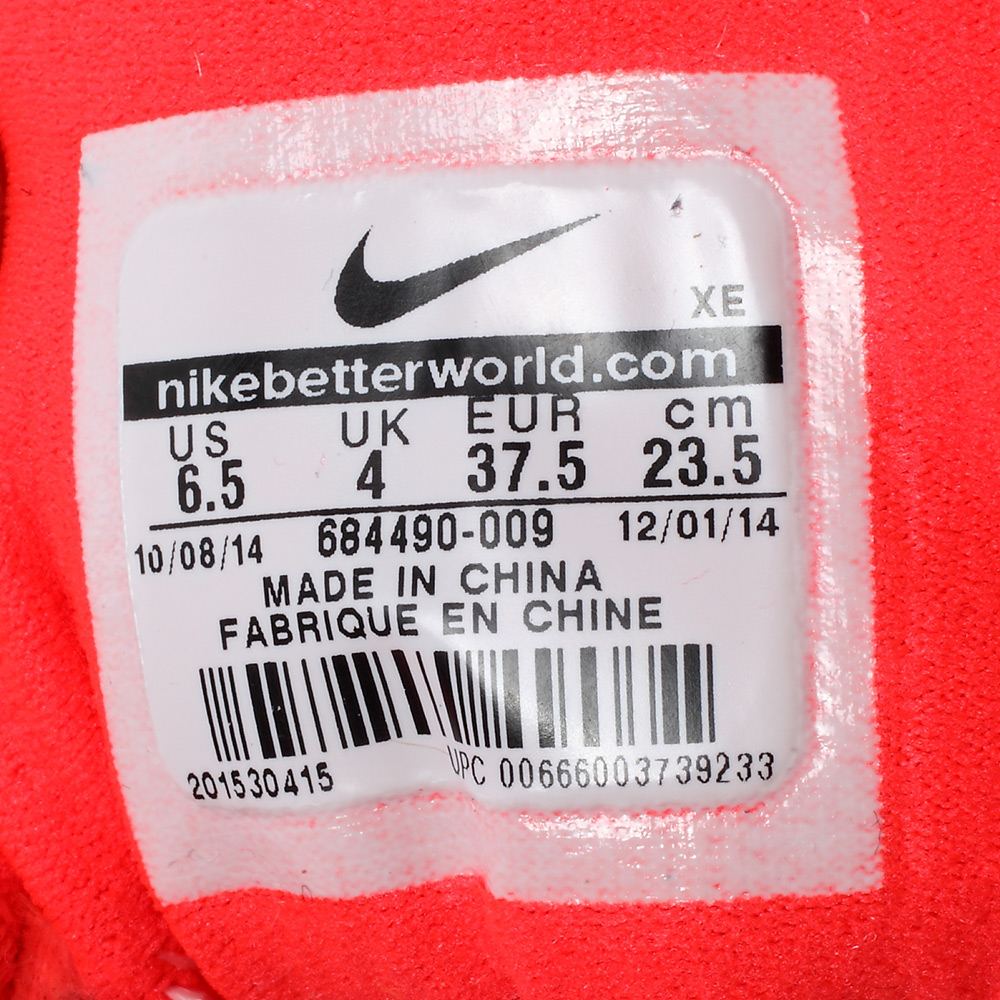 XE
nikebetterworld.com
US UK EUR cm
6.5 4 37.5 23.5
10/08/14 684490-009 12/01/14
MADE IN CHINA
FABRIQUE EN CHINE
201530415 UPC 00666003739233